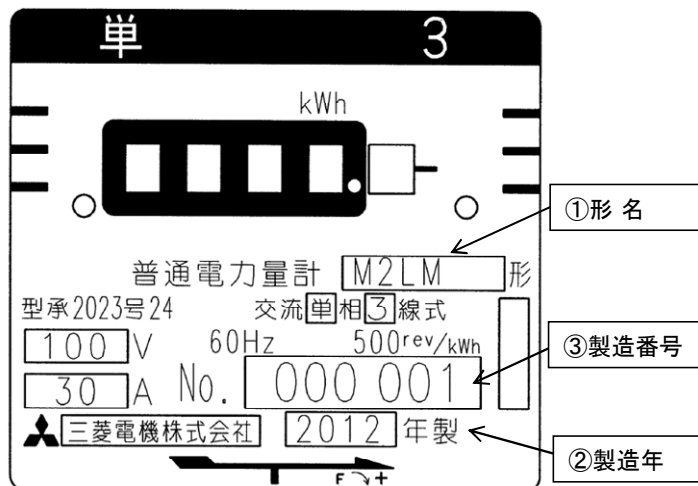 単 3
kWh
①形 名
普通電力量計 M2LM 形
型承2023号24 交流単相3線式
100 V 60Hz 500rev/kWh
30 A No. 000 001
③製造番号
三菱電機株式会社 2012 年製
②製造年
F +